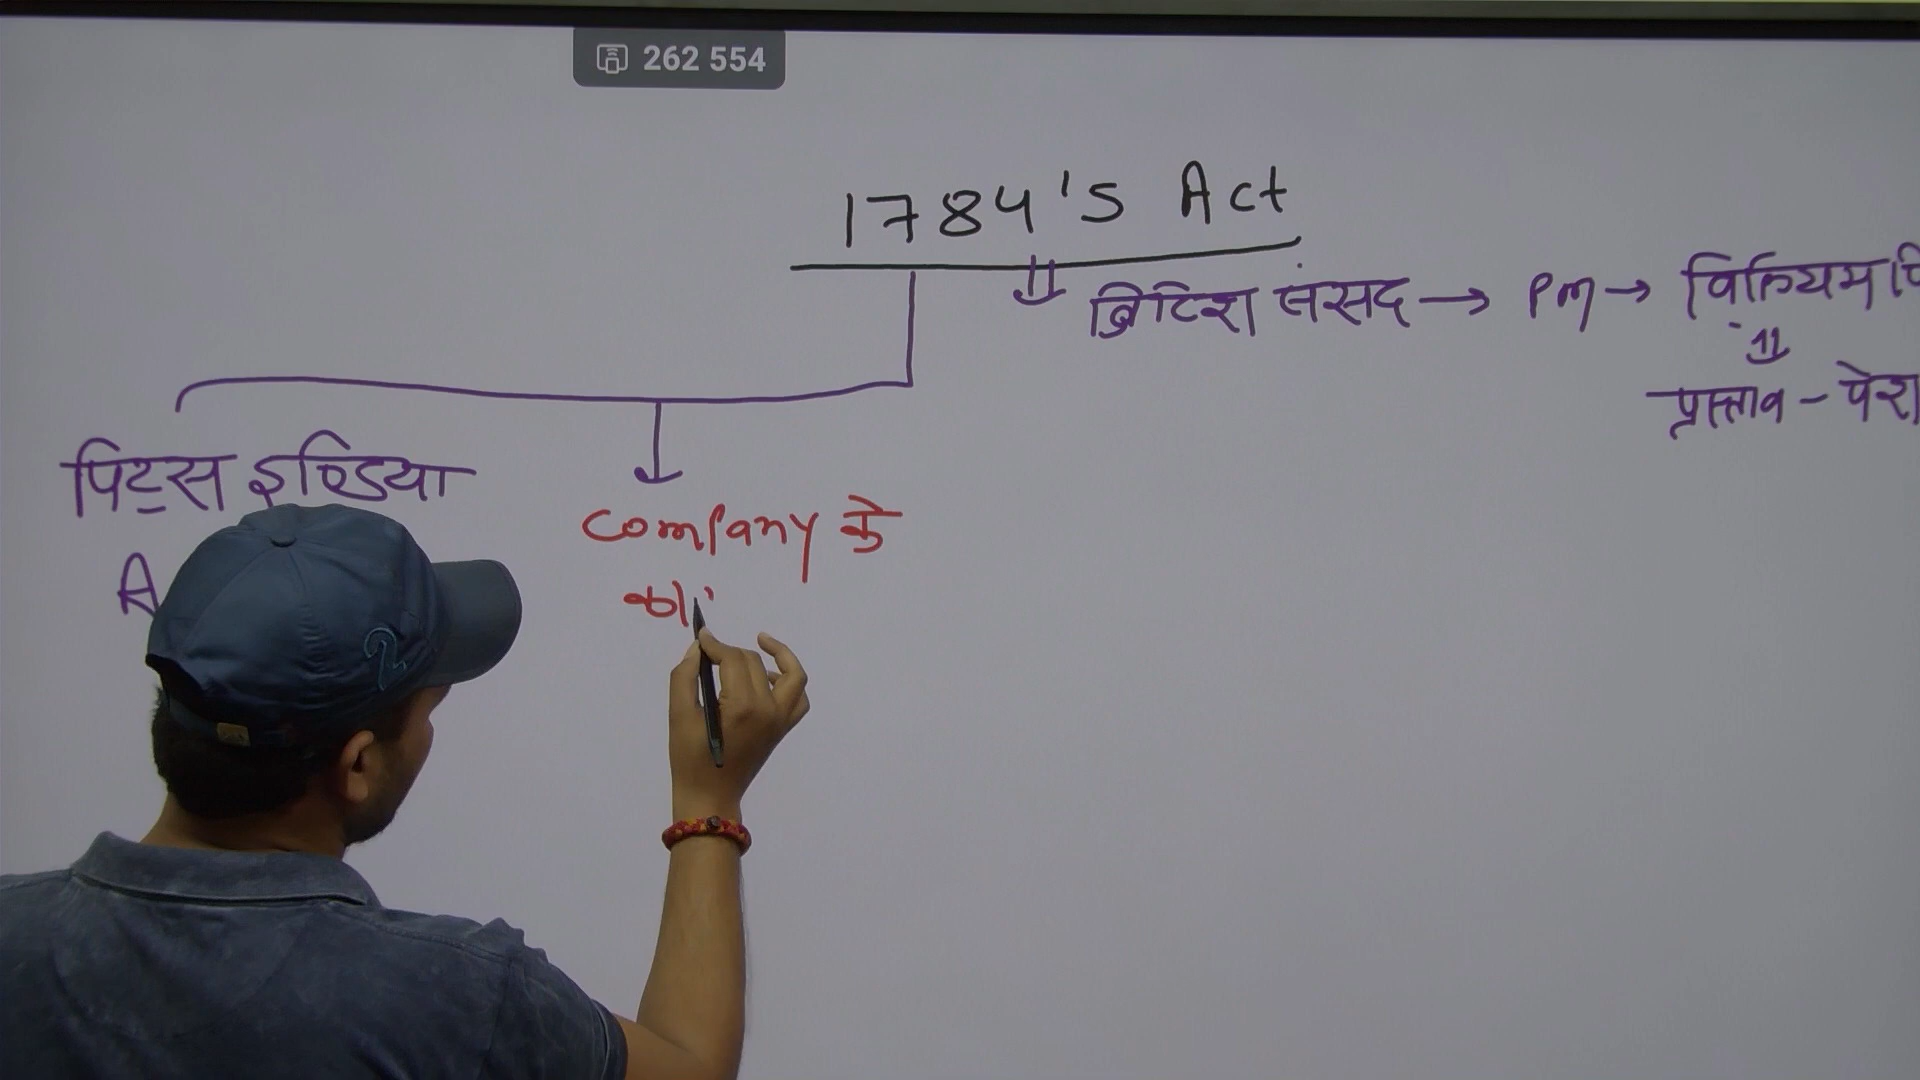 262 554
1784's Act
ब्रिटिश संसद → PM → विलियम
प्रस्ताव - पेश
पिट्स इण्डिया
A
Company के